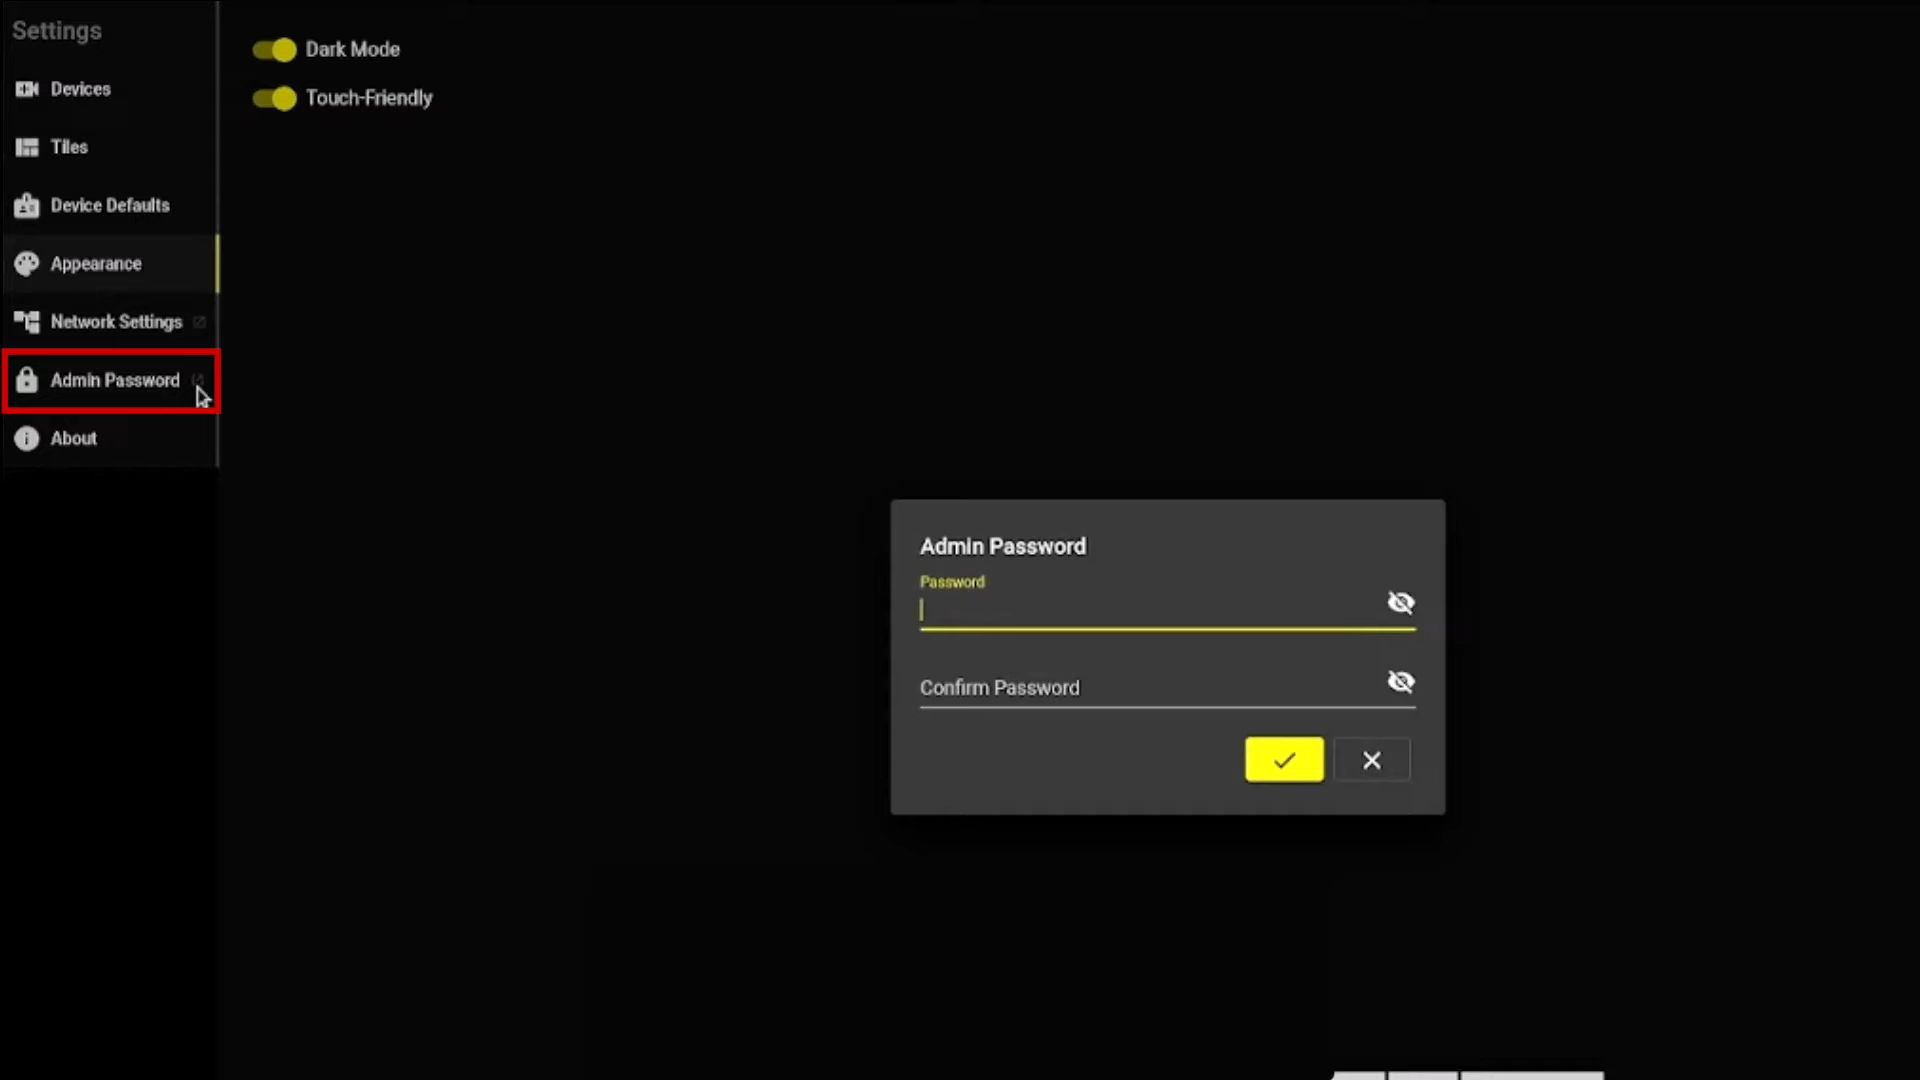 Settings
Devices
Tiles
Device Defaults
Appearance
Network Settings
Admin Password
About
Dark Mode
Touch-Friendly
Admin Password
Password
Confirm Password